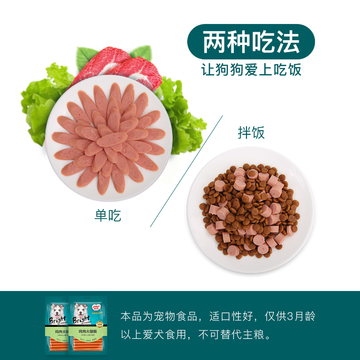 两种吃法
让狗狗爱上吃饭
拌饭
单吃
本品为宠物食品，适口性好，仅供3月龄
以上爱犬食用，不可替代主粮。
Bright
Bright